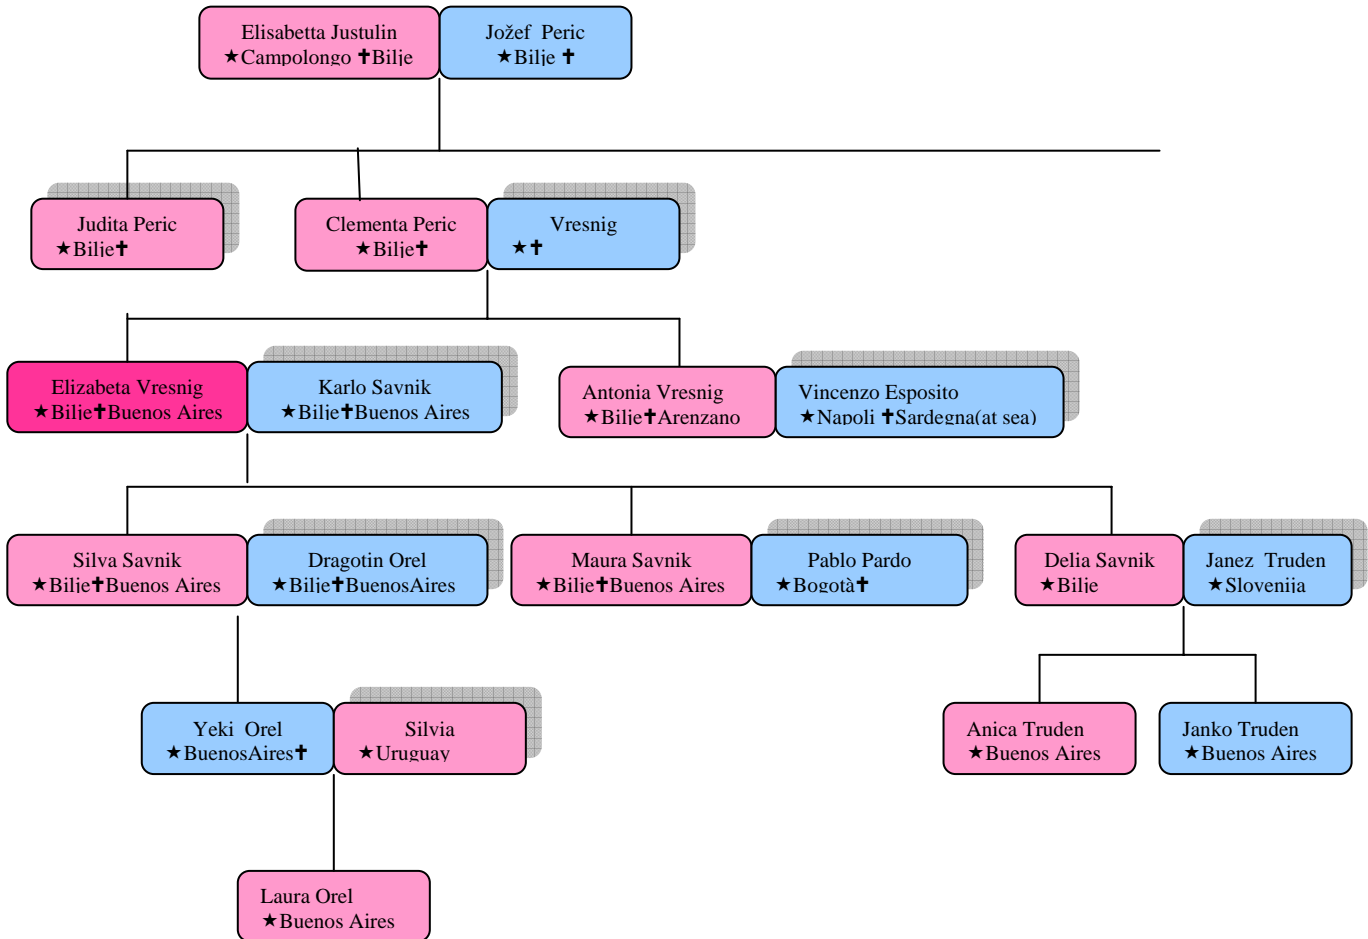 Elisabetta Justulin
★Campolongo ✝Bilje
Jožef Peric
★Bilje ✝
Judita Peric
★Bilje✝
Clementa Peric
★Bilje✝
Vresnig
★✝
Elizabeta Vresnig
★Bilje✝Buenos Aires
Karlo Savnik
★Bilje✝Buenos Aires
Antonia Vresnig
★Bilje✝Arenzano
Vincenzo Esposito
★Napoli ✝Sardegna(at sea)
Silva Savnik
★Bilje✝Buenos Aires
Dragotin Orel
★Bilje✝BuenosAires
Maura Savnik
★Bilje✝Buenos Aires
Pablo Pardo
★Bogotà✝
Delia Savnik
★Bilje
Janez Truden
★Slovenija
Yeki Orel
★BuenosAires✝
Silvia
★Uruguay
Anica Truden
★Buenos Aires
Janko Truden
★Buenos Aires
Laura Orel
★Buenos Aires